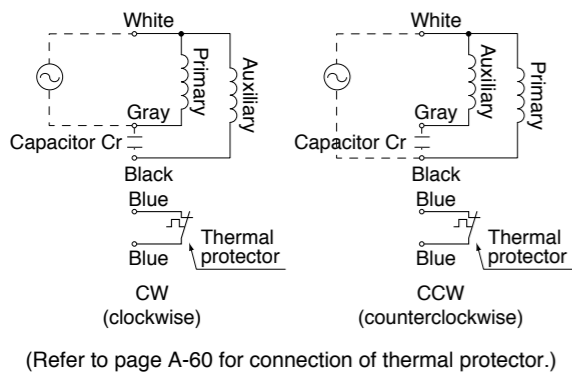 White
Primary
Auxiliary
Gray
Capacitor Cr
Black
Blue
Blue
Thermal
protector
CW
(clockwise)
White
Auxiliary
Primary
Gray
Capacitor Cr
Black
Blue
Blue
Thermal
protector
CCW
(counterclockwise)
(Refer to page A-60 for connection of thermal protector.)